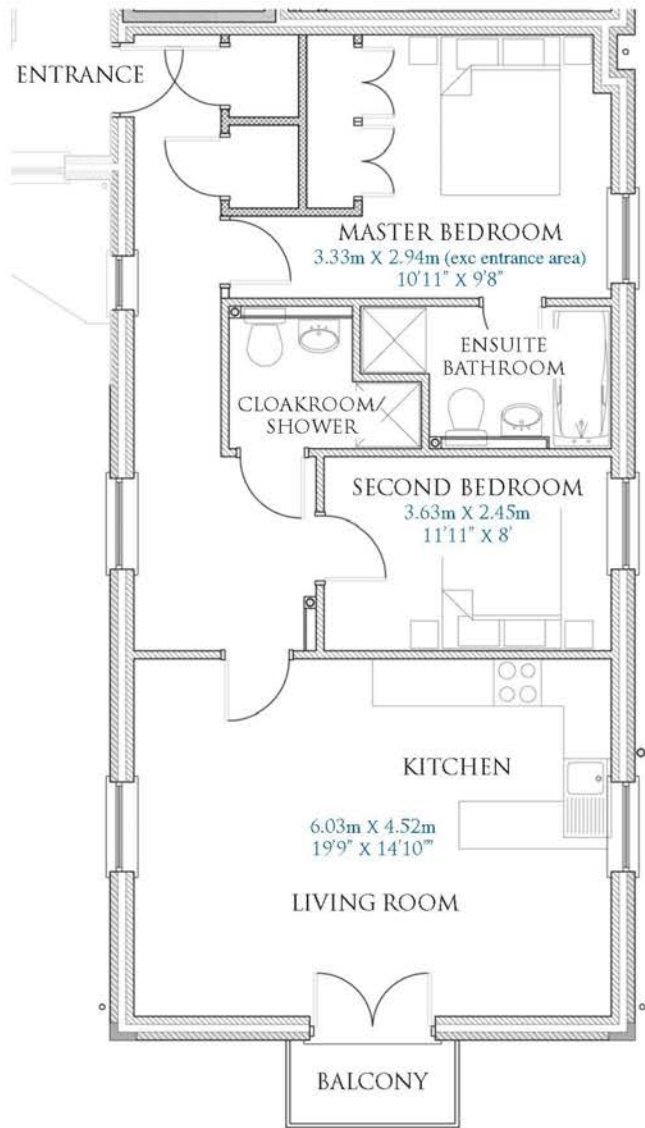 ENTRANCE
MASTER BEDROOM
3.33m X 2.94m (exc entrance area)
10'11" X 9'8"
ENSUITE
BATHROOM
CLOAKROOM/
SHOWER
SECOND BEDROOM
3.63m X 2.45m
11'11" X 8'
KITCHEN
6.03m X 4.52m
19'9" X 14'10""
LIVING ROOM
BALCONY